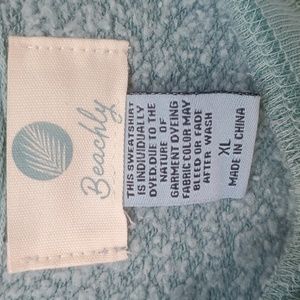 Beachly
THIS SWEATSHIRT
IS INDIVIDUALLY
DYED DUE TO THE
NATURE OF
GARMENT DYEING
FABRIC COLOR MAY
BLEED OR FADE
AFTER WASH
XL
MADE IN CHINA